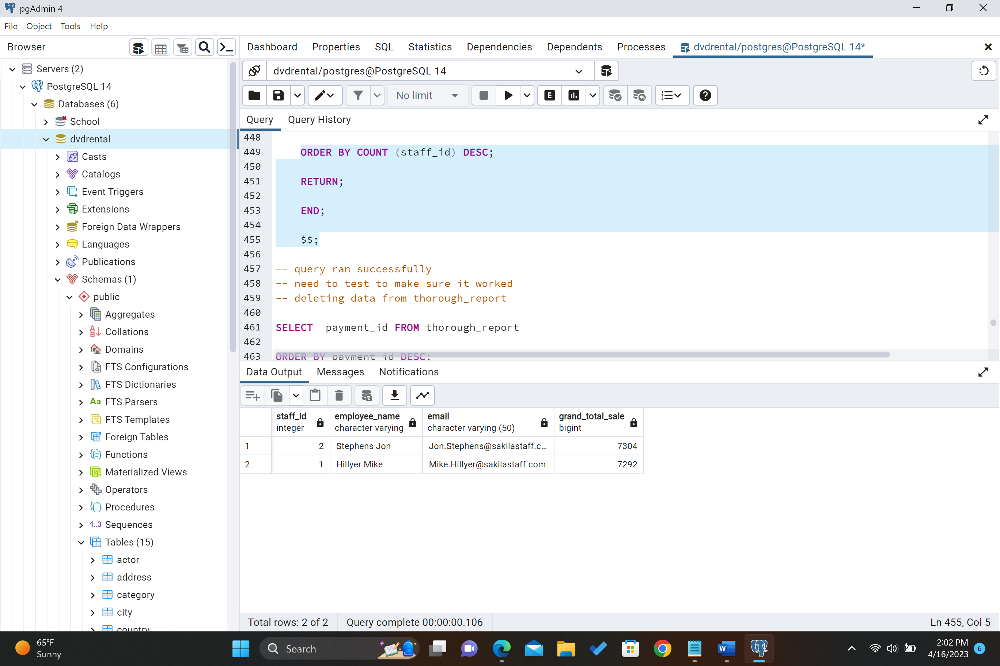 pgAdmin 4
File Object Tools Help
Browser
Dashboard Properties SQL Statistics Dependencies Dependents Processes dvdrental/postgres@PostgreSQL 14*
Servers (2)
PostgreSQL 14
Databases (6)
School
dvdrental
Casts
Catalogs
Event Triggers
Extensions
Foreign Data Wrappers
Languages
Publications
Schemas (1)
public
Aggregates
Collations
Domains
FTS Configurations
FTS Dictionaries
Aa FTS Parsers
FTS Templates
Foreign Tables
Functions
Materialized Views
Operators
Procedures
1..3 Sequences
Tables (15)
actor
address
category
city
country
dvdrental/postgres@PostgreSQL 14
No limit
E
Query Query History
448
449 ORDER BY COUNT (staff_id) DESC;
450
451 RETURN;
452
453 END;
454
455 $$;
456
457 -- query ran successfully
458 -- need to test to make sure it worked
459 -- deleting data from thorough_report
460
461 SELECT  payment_id FROM thorough_report
462
463 ORDER BY payment_id DESC;
Data Output Messages Notifications
staff_id integer employee_name character varying email character varying (50) grand_total_sale bigint
1 2 Stephens Jon Jon.Stephens@sakilastaff.c... 7304
2 1 Hillyer Mike Mike.Hillyer@sakilastaff.com 7292
Total rows: 2 of 2 Query complete 00:00:00.106 Ln 455, Col 5
65°F
Sunny
Search
W
2:02 PM
4/16/2023
6